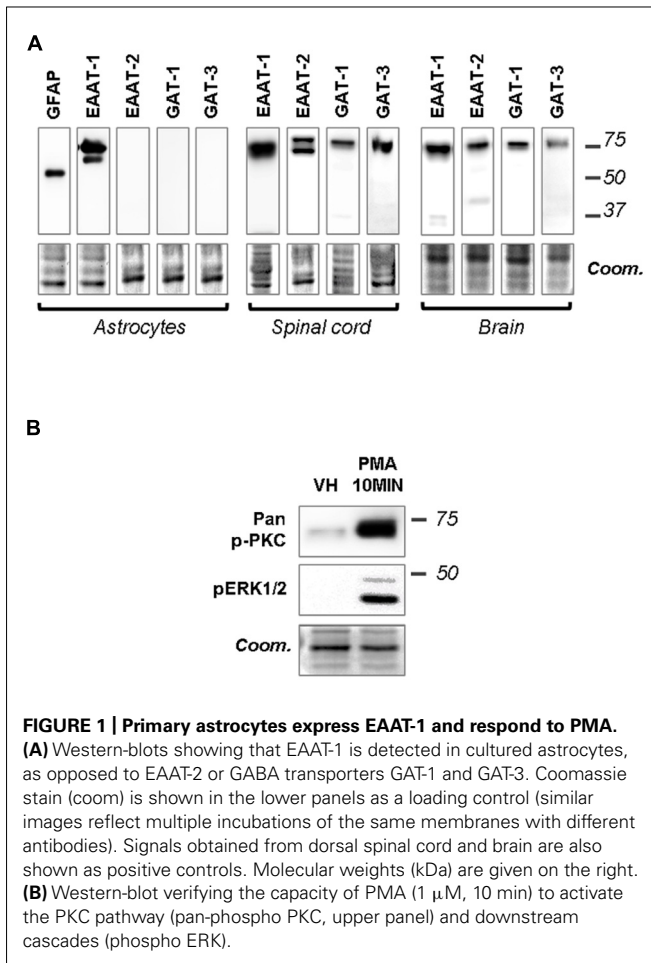 A
GFAP EAAT-1 EAAT-2 GAT-1 GAT-3 EAAT-1 EAAT-2 GAT-1 GAT-3 EAAT-1 EAAT-2 GAT-1 GAT-3
75
50
37
Coom.
Astrocytes Spinal cord Brain
B
PMA
VH 10MIN
Pan
p-PKC
75
50
pERK1/2
Coom.
FIGURE 1 | Primary astrocytes express EAAT-1 and respond to PMA.
(A) Western-blots showing that EAAT-1 is detected in cultured astrocytes,
as opposed to EAAT-2 or GABA transporters GAT-1 and GAT-3. Coomassie
stain (coom) is shown in the lower panels as a loading control (similar
images reflect multiple incubations of the same membranes with different
antibodies). Signals obtained from dorsal spinal cord and brain are also
shown as positive controls. Molecular weights (kDa) are given on the right.
(B) Western-blot verifying the capacity of PMA (1 μM, 10 min) to activate
the PKC pathway (pan-phospho PKC, upper panel) and downstream
cascades (phospho ERK).